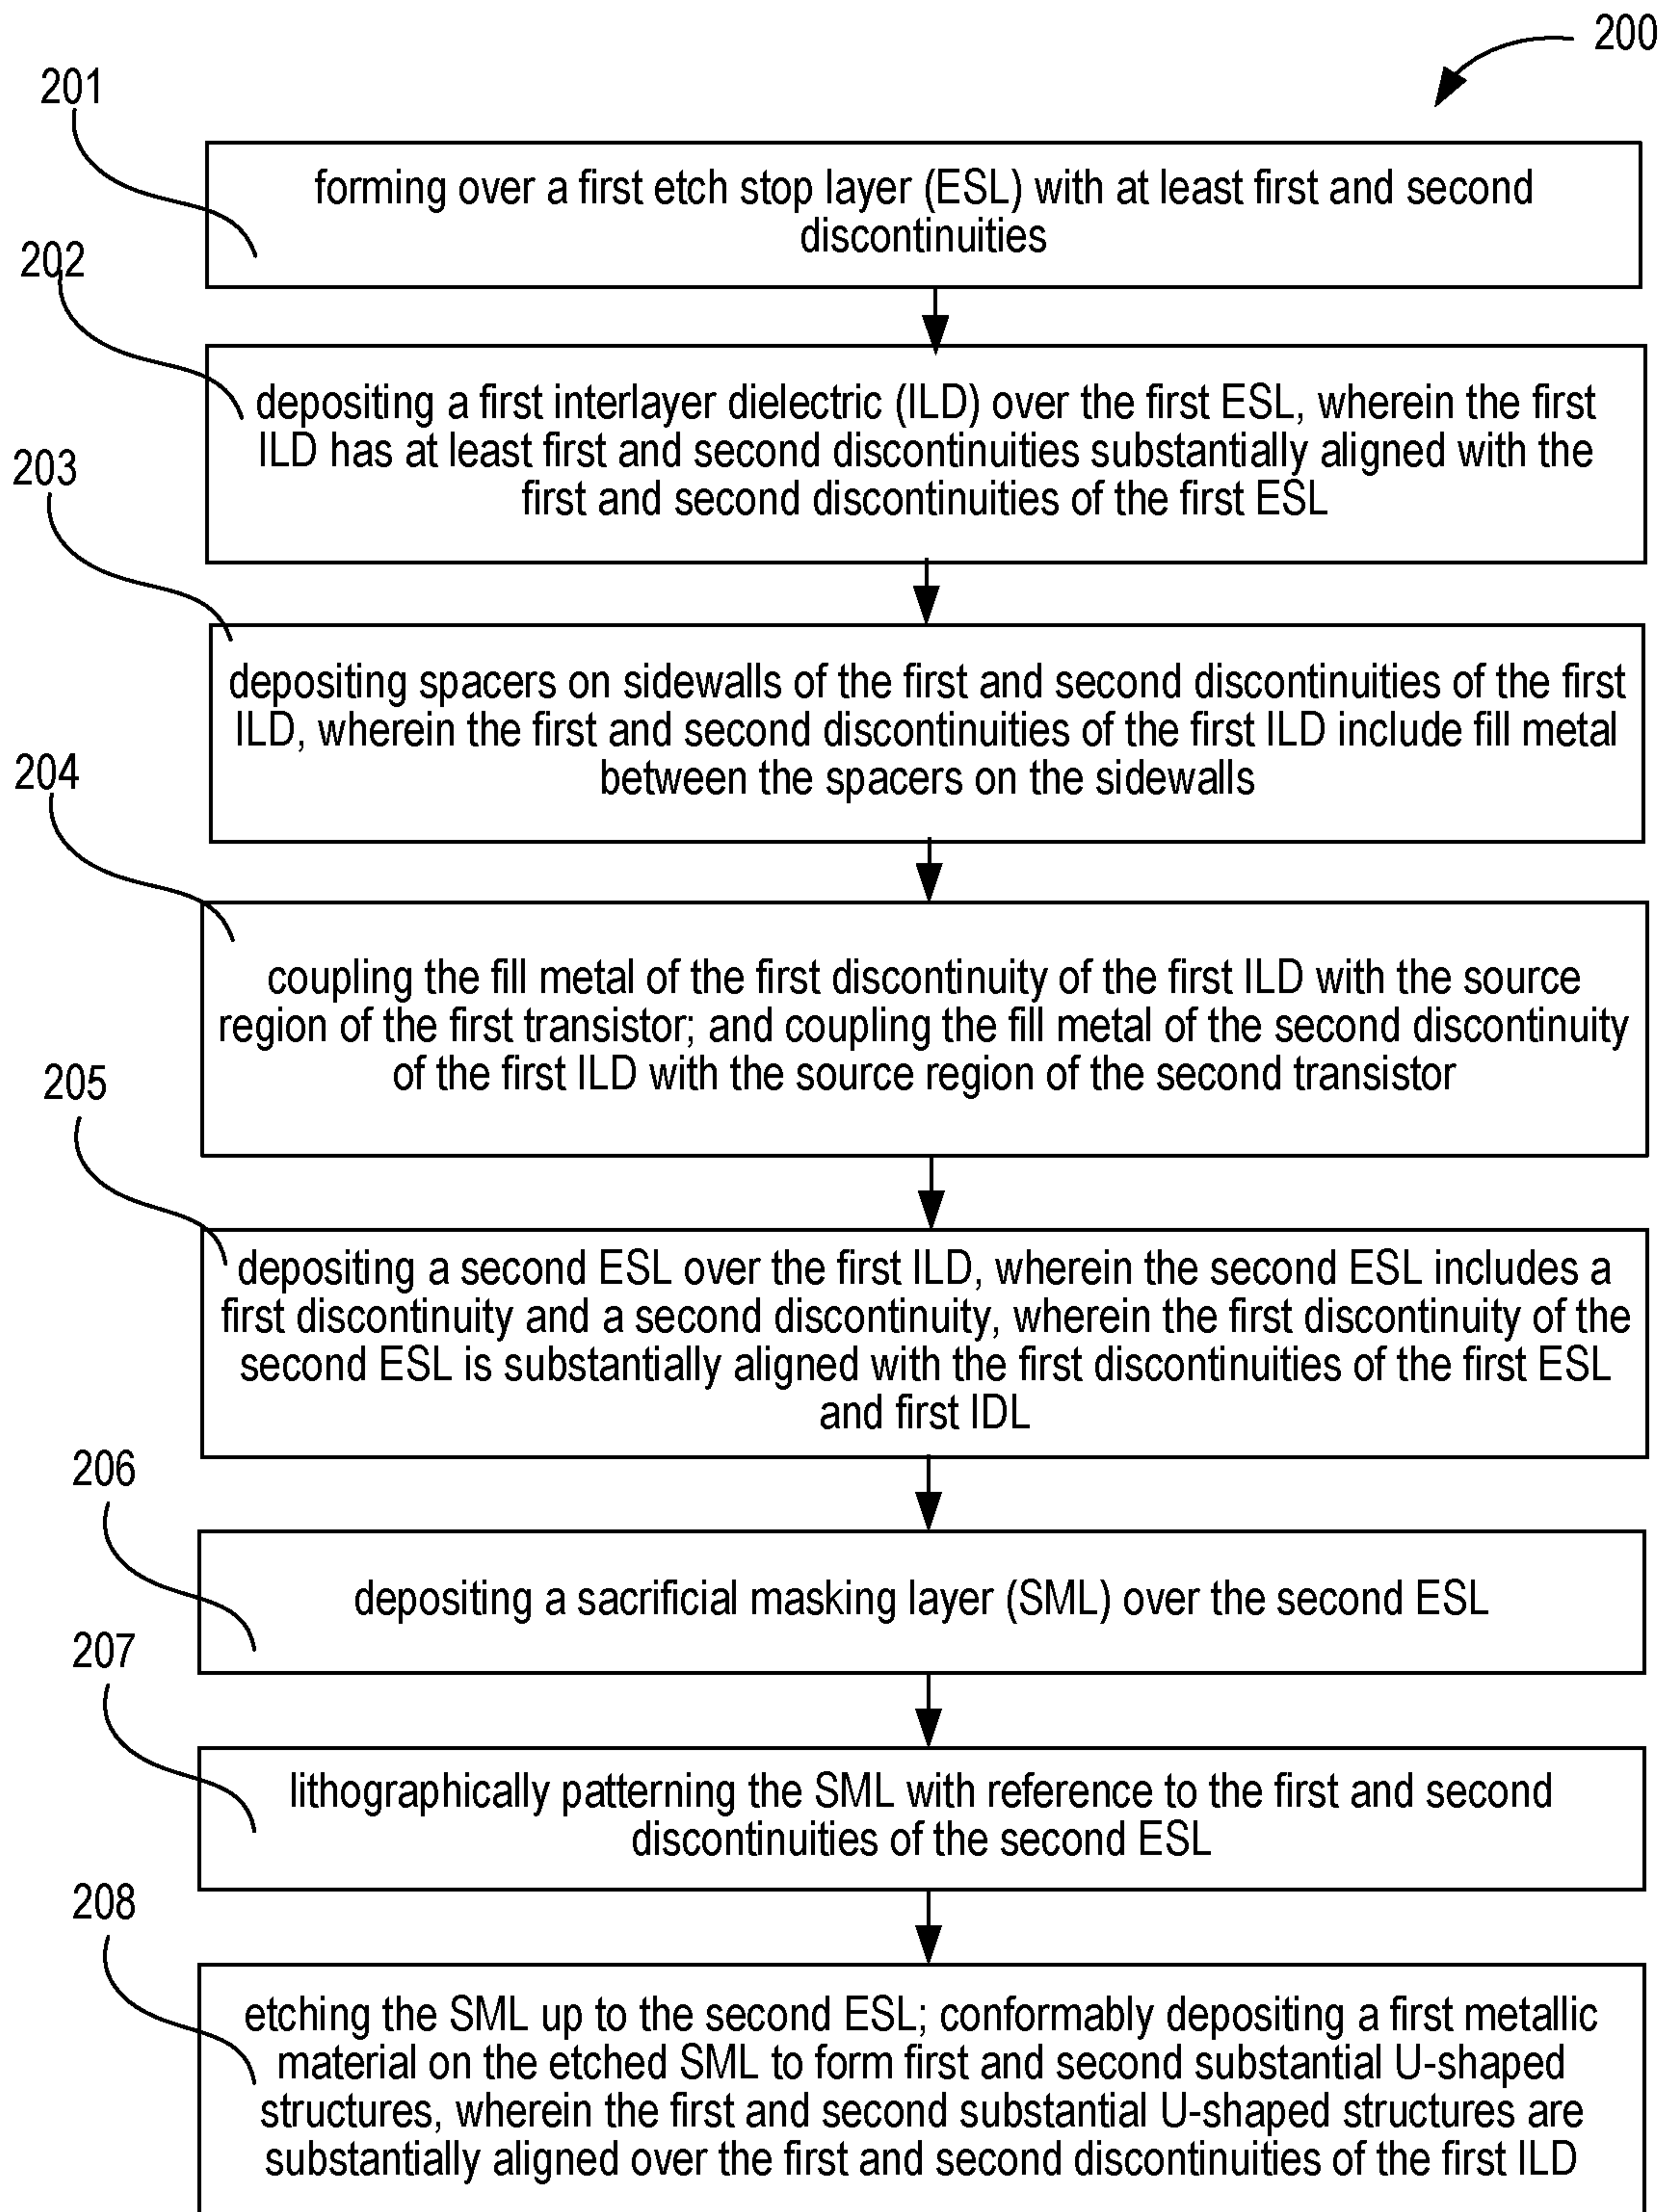 200
201
forming over a first etch stop layer (ESL) with at least first and second
discontinuities
202
depositing a first interlayer dielectric (ILD) over the first ESL, wherein the first
ILD has at least first and second discontinuities substantially aligned with the
first and second discontinuities of the first ESL
203
depositing spacers on sidewalls of the first and second discontinuities of the first
ILD, wherein the first and second discontinuities of the first ILD include fill metal
between the spacers on the sidewalls
204
coupling the fill metal of the first discontinuity of the first ILD with the source
region of the first transistor; and coupling the fill metal of the second discontinuity
of the first ILD with the source region of the second transistor
205
depositing a second ESL over the first ILD, wherein the second ESL includes a
first discontinuity and a second discontinuity, wherein the first discontinuity of the
second ESL is substantially aligned with the first discontinuities of the first ESL
and first IDL
206
depositing a sacrificial masking layer (SML) over the second ESL
207
lithographically patterning the SML with reference to the first and second
discontinuities of the second ESL
208
etching the SML up to the second ESL; conformably depositing a first metallic
material on the etched SML to form first and second substantial U-shaped
structures, wherein the first and second substantial U-shaped structures are
substantially aligned over the first and second discontinuities of the first ILD